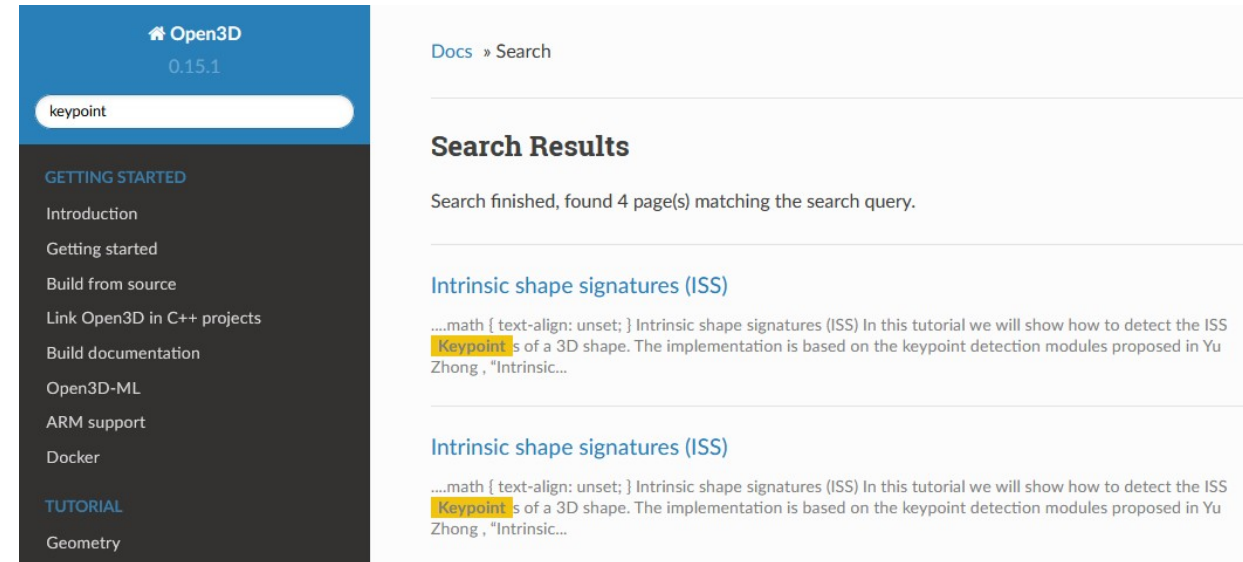 Open3D
0.15.1
keypoint
GETTING STARTED
Introduction
Getting started
Build from source
Link Open3D in C++ projects
Build documentation
Open3D-ML
ARM support
Docker
TUTORIAL
Geometry
Docs » Search
Search Results
Search finished, found 4 page(s) matching the search query.
Intrinsic shape signatures (ISS)
....math { text-align: unset; } Intrinsic shape signatures (ISS) In this tutorial we will show how to detect the ISS
Keypoint s of a 3D shape. The implementation is based on the keypoint detection modules proposed in Yu
Zhong , “Intrinsic...
Intrinsic shape signatures (ISS)
....math { text-align: unset; } Intrinsic shape signatures (ISS) In this tutorial we will show how to detect the ISS
Keypoint s of a 3D shape. The implementation is based on the keypoint detection modules proposed in Yu
Zhong , “Intrinsic...